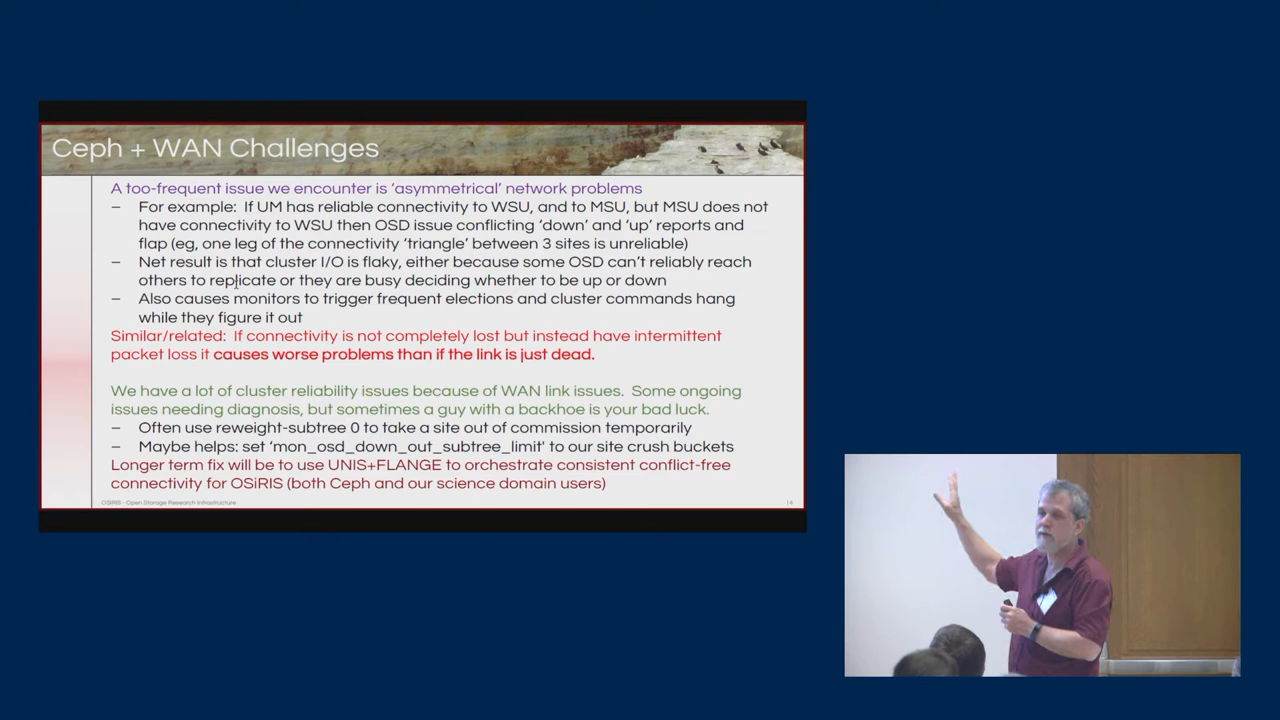 Ceph + WAN Challenges
A too-frequent issue we encounter is ‘asymmetrical’ network problems
– For example: If UM has reliable connectivity to WSU, and to MSU, but MSU does not
have connectivity to WSU then OSD issue conflicting ‘down’ and ‘up’ reports and
flap (eg, one leg of the connectivity ‘triangle’ between 3 sites is unreliable)
– Net result is that cluster I/O is flaky, either because some OSD can’t reliably reach
others to replicate or they are busy deciding whether to be up or down
– Also causes monitors to trigger frequent elections and cluster commands hang
while they figure it out
Similar/related: If connectivity is not completely lost but instead have intermittent
packet loss it causes worse problems than if the link is just dead.
We have a lot of cluster reliability issues because of WAN link issues. Some ongoing
issues needing diagnosis, but sometimes a guy with a backhoe is your bad luck.
– Often use reweight-subtree 0 to take a site out of commission temporarily
– Maybe helps: set ‘mon_osd_down_out_subtree_limit' to our site crush buckets
Longer term fix will be to use UNIS+FLANGE to orchestrate consistent conflict-free
connectivity for OSiRIS (both Ceph and our science domain users)
OSiRIS - Open Storage Research Infrastructure